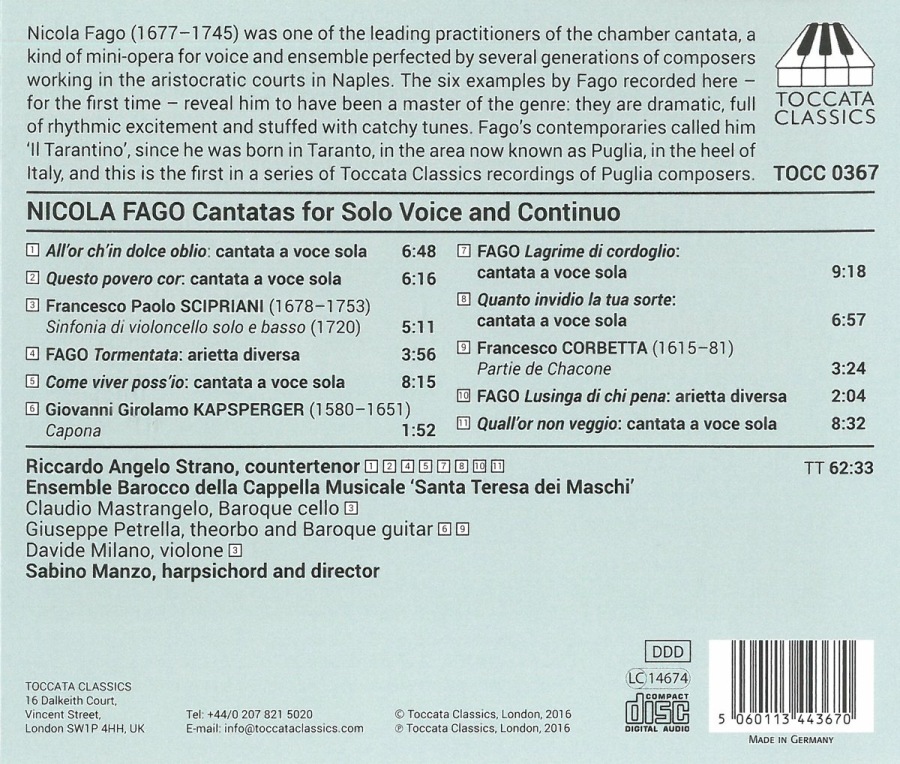 Nicola Fago (1677–1745) was one of the leading practitioners of the chamber cantata, a
kind of mini-opera for voice and ensemble perfected by several generations of composers
working in the aristocratic courts in Naples. The six examples by Fago recorded here –
for the first time – reveal him to have been a master of the genre: they are dramatic, full
of rhythmic excitement and stuffed with catchy tunes. Fago's contemporaries called him
'Il Tarantino', since he was born in Taranto, in the area now known as Puglia, in the heel of
Italy, and this is the first in a series of Toccata Classics recordings of Puglia composers.
TOCCATA
CLASSICS
TOCC 0367
NICOLA FAGO Cantatas for Solo Voice and Continuo
1 All'or ch'in dolce oblio: cantata a voce sola 6:48
2 Questo povero cor: cantata a voce sola 6:16
3 Francesco Paolo SCIPRIANI (1678–1753)
Sinfonia di violoncello solo e basso (1720) 5:11
4 FAGO Tormentata: arietta diversa 3:56
5 Come viver poss'io: cantata a voce sola 8:15
6 Giovanni Girolamo KAPSPERGER (1580–1651)
Capona 1:52
7 FAGO Lagrime di cordoglio:
cantata a voce sola 9:18
8 Quanto invidio la tua sorte:
cantata a voce sola 6:57
9 Francesco CORBETTA (1615–81)
Partie de Chacone 3:24
10 FAGO Lusinga di chi pena: arietta diversa 2:04
11 Quall'or non veggio: cantata a voce sola 8:32
Riccardo Angelo Strano, countertenor 1 2 4 5 7 8 10 11
TT 62:33
Ensemble Barocco della Cappella Musicale 'Santa Teresa dei Maschi'
Claudio Mastrangelo, Baroque cello 3
Giuseppe Petrella, theorbo and Baroque guitar 6 9
Davide Milano, violone 3
Sabino Manzo, harpsichord and director
TOCCATA CLASSICS
16 Dalkeith Court,
Vincent Street,
London SW1P 4HH, UK
Tel: +44/0 207 821 5020
E-mail: info@toccataclassics.com
© Toccata Classics, London, 2016
℗ Toccata Classics, London, 2016
DDD
LC 14674
COMPACT
disc
DIGITAL AUDIO
5 060113 443670
MADE IN GERMANY